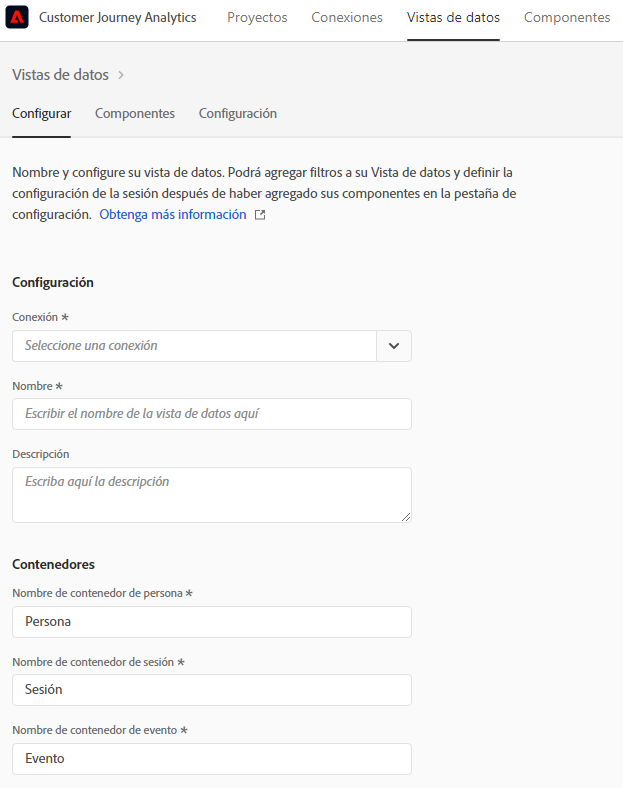 Customer Journey Analytics Proyectos Conexiones Vistas de datos Componentes
Vistas de datos
Configurar Componentes Configuración
Nombre y configure su vista de datos. Podrá agregar filtros a su Vista de datos y definir la
configuración de la sesión después de haber agregado sus componentes en la pestaña de
configuración. Obtenga más información
Configuración
Conexión *
Seleccione una conexión
Nombre *
Escribir el nombre de la vista de datos aquí
Descripción
Escriba aquí la descripción
Contenedores
Nombre de contenedor de persona *
Persona
Nombre de contenedor de sesión *
Sesión
Nombre de contenedor de evento *
Evento